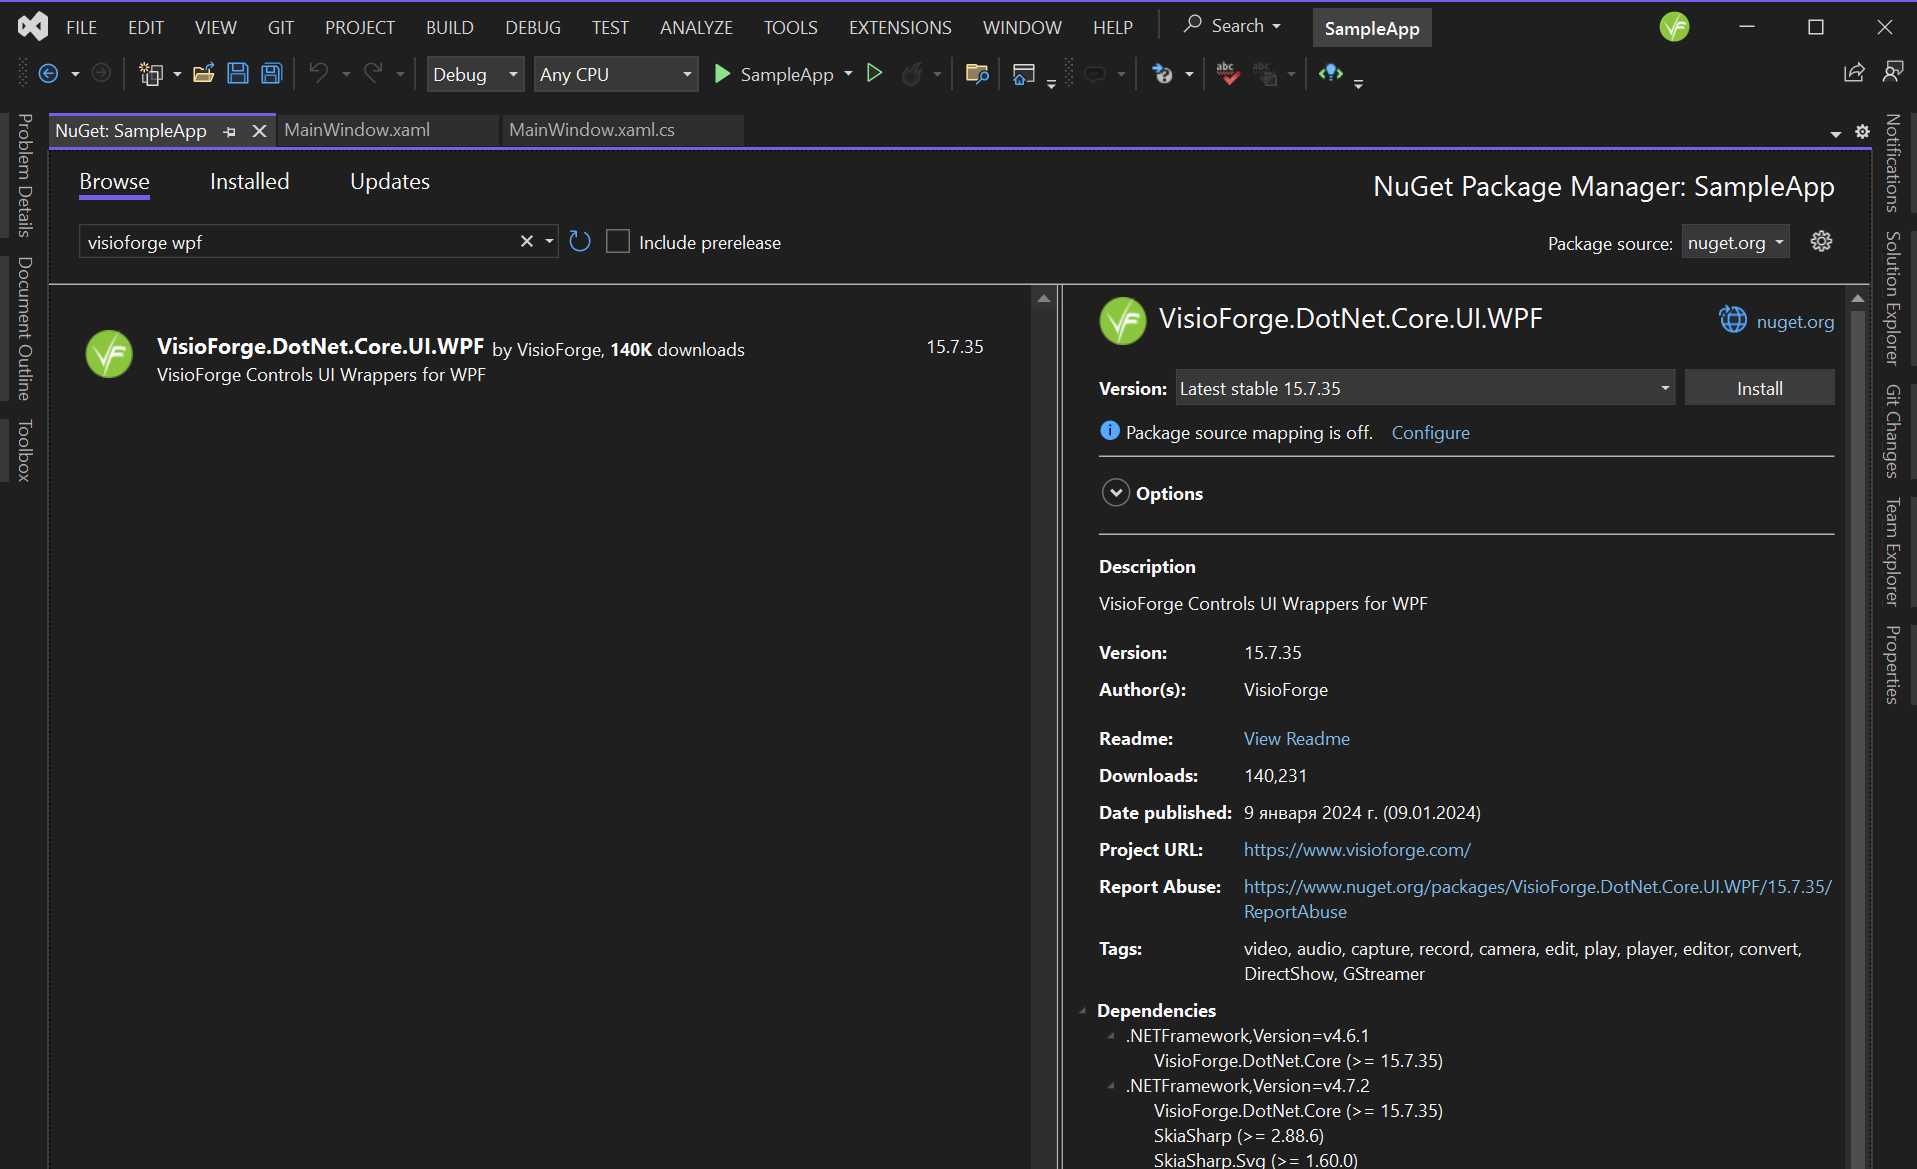 FILE EDIT VIEW GIT PROJECT BUILD DEBUG TEST ANALYZE TOOLS EXTENSIONS WINDOW HELP Search SampleApp
Debug Any CPU SampleApp
NuGet: SampleApp MainWindow.xaml MainWindow.xaml.cs
Problem Details
Document Outline
Toolbox
Browse Installed Updates
NuGet Package Manager: SampleApp
visioforge wpf
Include prerelease
Package source: nuget.org
VisioForge.DotNet.Core.UI.WPF by VisioForge, 140K downloads 15.7.35
VisioForge Controls UI Wrappers for WPF
VisioForge.DotNet.Core.UI.WPF nuget.org
Version: Latest stable 15.7.35 Install
Package source mapping is off. Configure
Options
Description
VisioForge Controls UI Wrappers for WPF
Version: 15.7.35
Author(s): VisioForge
Readme: View Readme
Downloads: 140,231
Date published: 9 января 2024 г. (09.01.2024)
Project URL: https://www.visioforge.com/
Report Abuse: https://www.nuget.org/packages/VisioForge.DotNet.Core.UI.WPF/15.7.35/
ReportAbuse
Tags: video, audio, capture, record, camera, edit, play, player, editor, convert,
DirectShow, GStreamer
Dependencies
.NETFramework,Version=v4.6.1
VisioForge.DotNet.Core (>= 15.7.35)
.NETFramework,Version=v4.7.2
VisioForge.DotNet.Core (>= 15.7.35)
SkiaSharp (>= 2.88.6)
SkiaSharp.Svg (>= 1.60.0)
Notifications
Solution Explorer
Git Changes
Team Explorer
Properties